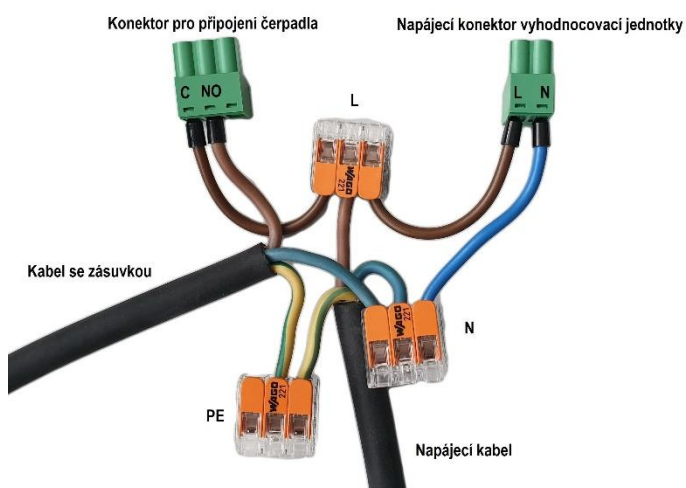 Konektor pro připojení čerpadla
Napájecí konektor vyhodnocovací jednotky
C NO
L
L N
WAGO
221
Kabel se zásuvkou
WAGO
221
N
WAGO
221
PE
Napájecí kabel